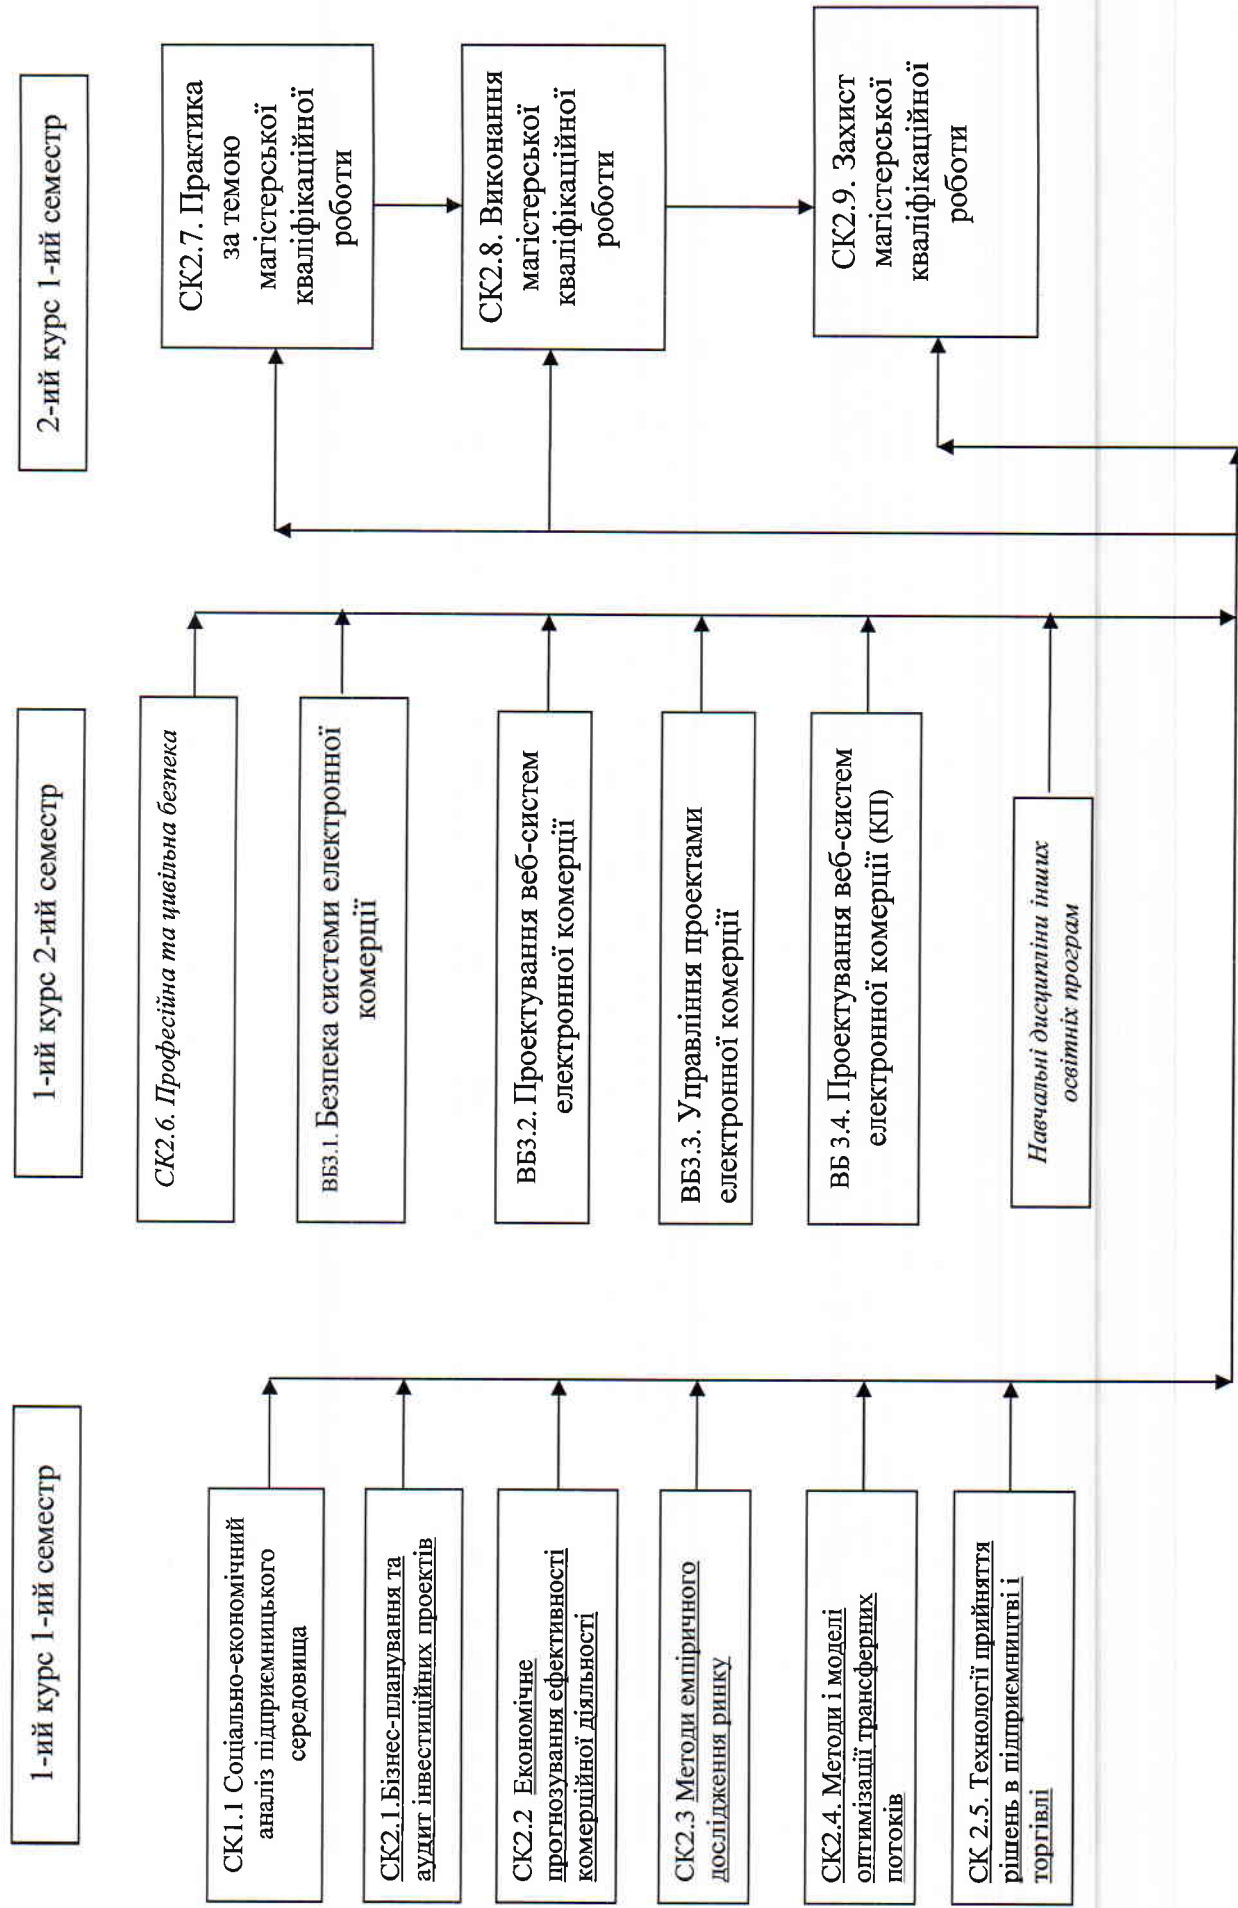 1-ий курс 1-ий семестр
1-ий курс 2-ий семестр
2-ий курс 1-ий семестр
СК1.1 Соціально-економічний
аналіз підприємницького
середовища
СК2.1.Бізнес-планування та
аудит інвестиційних проектів
СК2.2 Економічне
прогнозування ефективності
комерційної діяльності
СК2.3 Методи емпіричного
дослідження ринку
СК2.4. Методи і моделі
оптимізації трансферних
потоків
СК 2.5. Технології прийняття
рішень в підприємництві і
торгівлі
СК2.6. Професійна та цивільна безпека
ВБ3.1. Безпека системи електронної
комерції
ВБ3.2. Проектування веб-систем
електронної комерції
ВБ3.3. Управління проектами
електронної комерції
ВБ 3.4. Проектування веб-систем
електронної комерції (КП)
Навчальні дисципліни інших
освітніх програм
СК2.7. Практика
за темою
магістерської
кваліфікаційної
роботи
СК2.8. Виконання
магістерської
кваліфікаційної
роботи
СК2.9. Захист
магістерської
кваліфікаційної
роботи